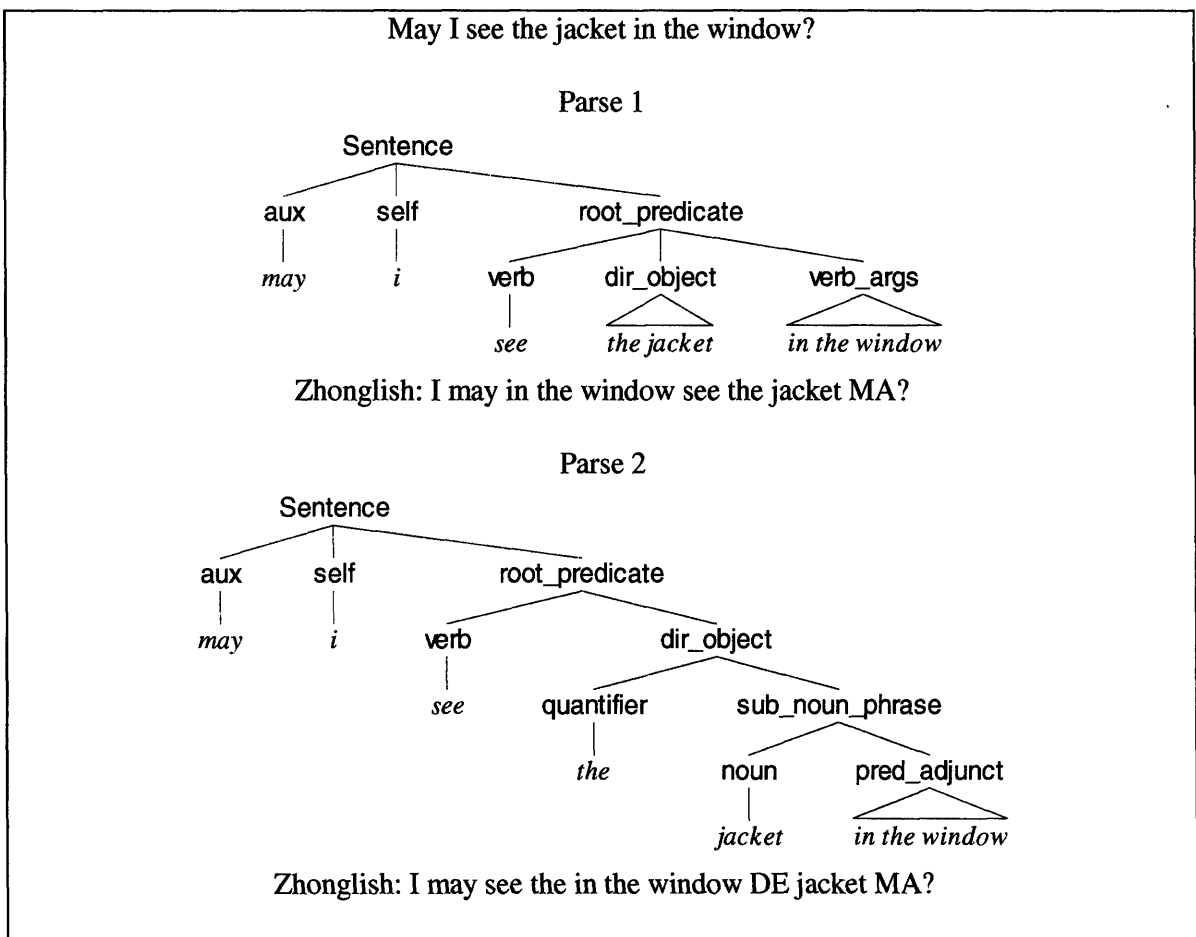 May I see the jacket in the window?
Parse 1
Sentence
aux self root_predicate
may i verb dir_object verb_args
see the jacket in the window
Zhonglish: I may in the window see the jacket MA?
Parse 2
Sentence
aux self root_predicate
may i verb dir_object
see quantifier sub_noun_phrase
the noun pred_adjunct
jacket in the window
Zhonglish: I may see the in the window DE jacket MA?